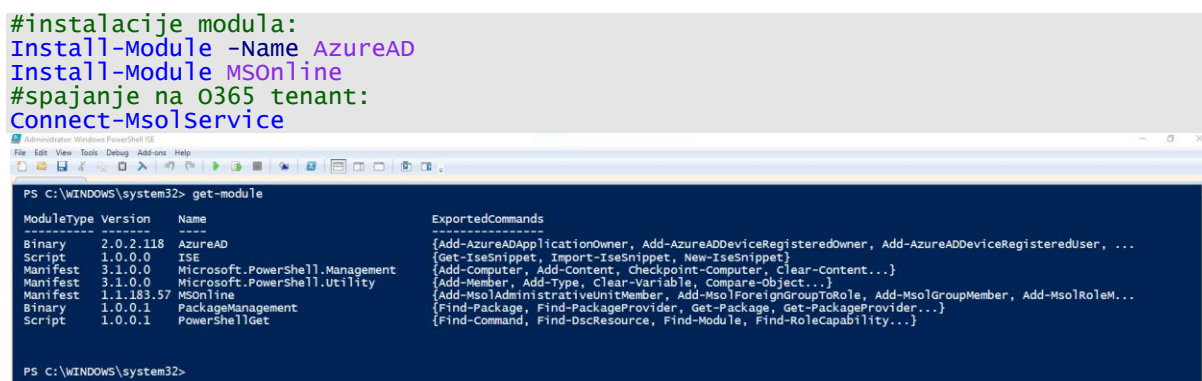 #instalacije modula:
Install-Module -Name AzureAD
Install-Module MSOnline
#spajanje na O365 tenant:
Connect-MsolService
Administrator: Windows PowerShell ISE
File Edit View Tools Debug Add-ons Help
PS C:\WINDOWS\system32> get-module
ModuleType Version Name ExportedCommands
---------- ------- ---- ----------------
Binary 2.0.2.118 AzureAD {Add-AzureADApplicationOwner, Add-AzureADDeviceRegisteredOwner, Add-AzureADDeviceRegisteredUser, ...
Script 1.0.0.0 ISE {Get-IseSnippet, Import-IseSnippet, New-IseSnippet}
Manifest 3.1.0.0 Microsoft.PowerShell.Management {Add-Computer, Add-Content, Checkpoint-Computer, Clear-Content...}
Manifest 3.1.0.0 Microsoft.PowerShell.Utility {Add-Member, Add-Type, Clear-Variable, Compare-Object...}
Manifest 1.1.183.57 MSOnline {Add-MsolAdministrativeUnitMember, Add-MsolForeignGroupToRole, Add-MsolGroupMember, Add-MsolRoleM...
Binary 1.0.0.1 PackageManagement {Find-Package, Find-PackageProvider, Get-Package, Get-PackageProvider...}
Script 1.0.0.1 PowerShellGet {Find-Command, Find-DscResource, Find-Module, Find-RoleCapability...}
PS C:\WINDOWS\system32>